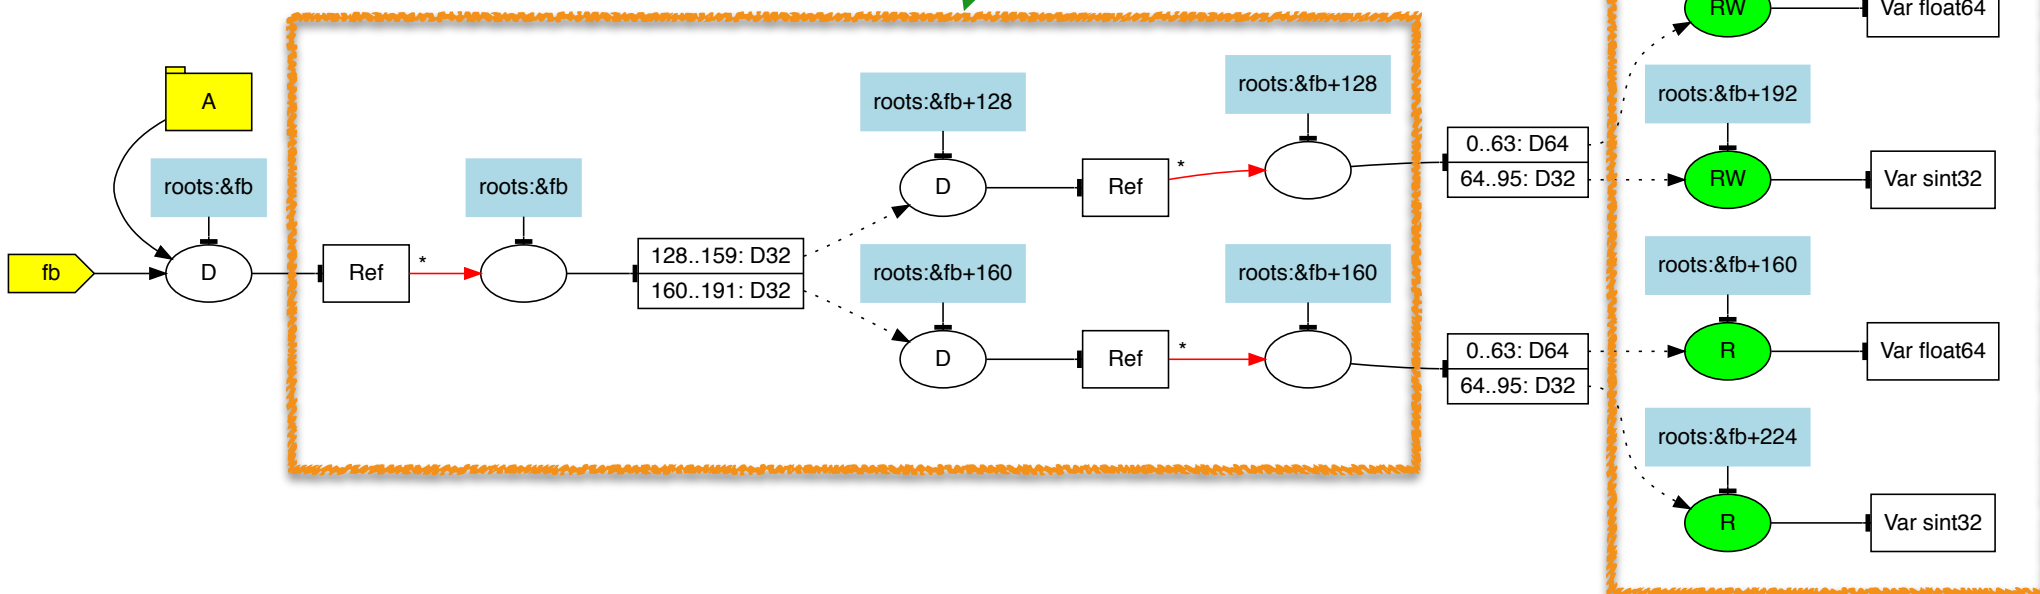 A
roots:&fb
fb
D
Ref
*
roots:&fb
128..159: D32
160..191: D32
roots:&fb+128
D
Ref
*
roots:&fb+128
roots:&fb+160
D
Ref
*
roots:&fb+160
0..63: D64
64..95: D32
0..63: D64
64..95: D32
RW
Var float64
roots:&fb+192
RW
Var sint32
roots:&fb+160
R
Var float64
roots:&fb+224
R
Var sint32